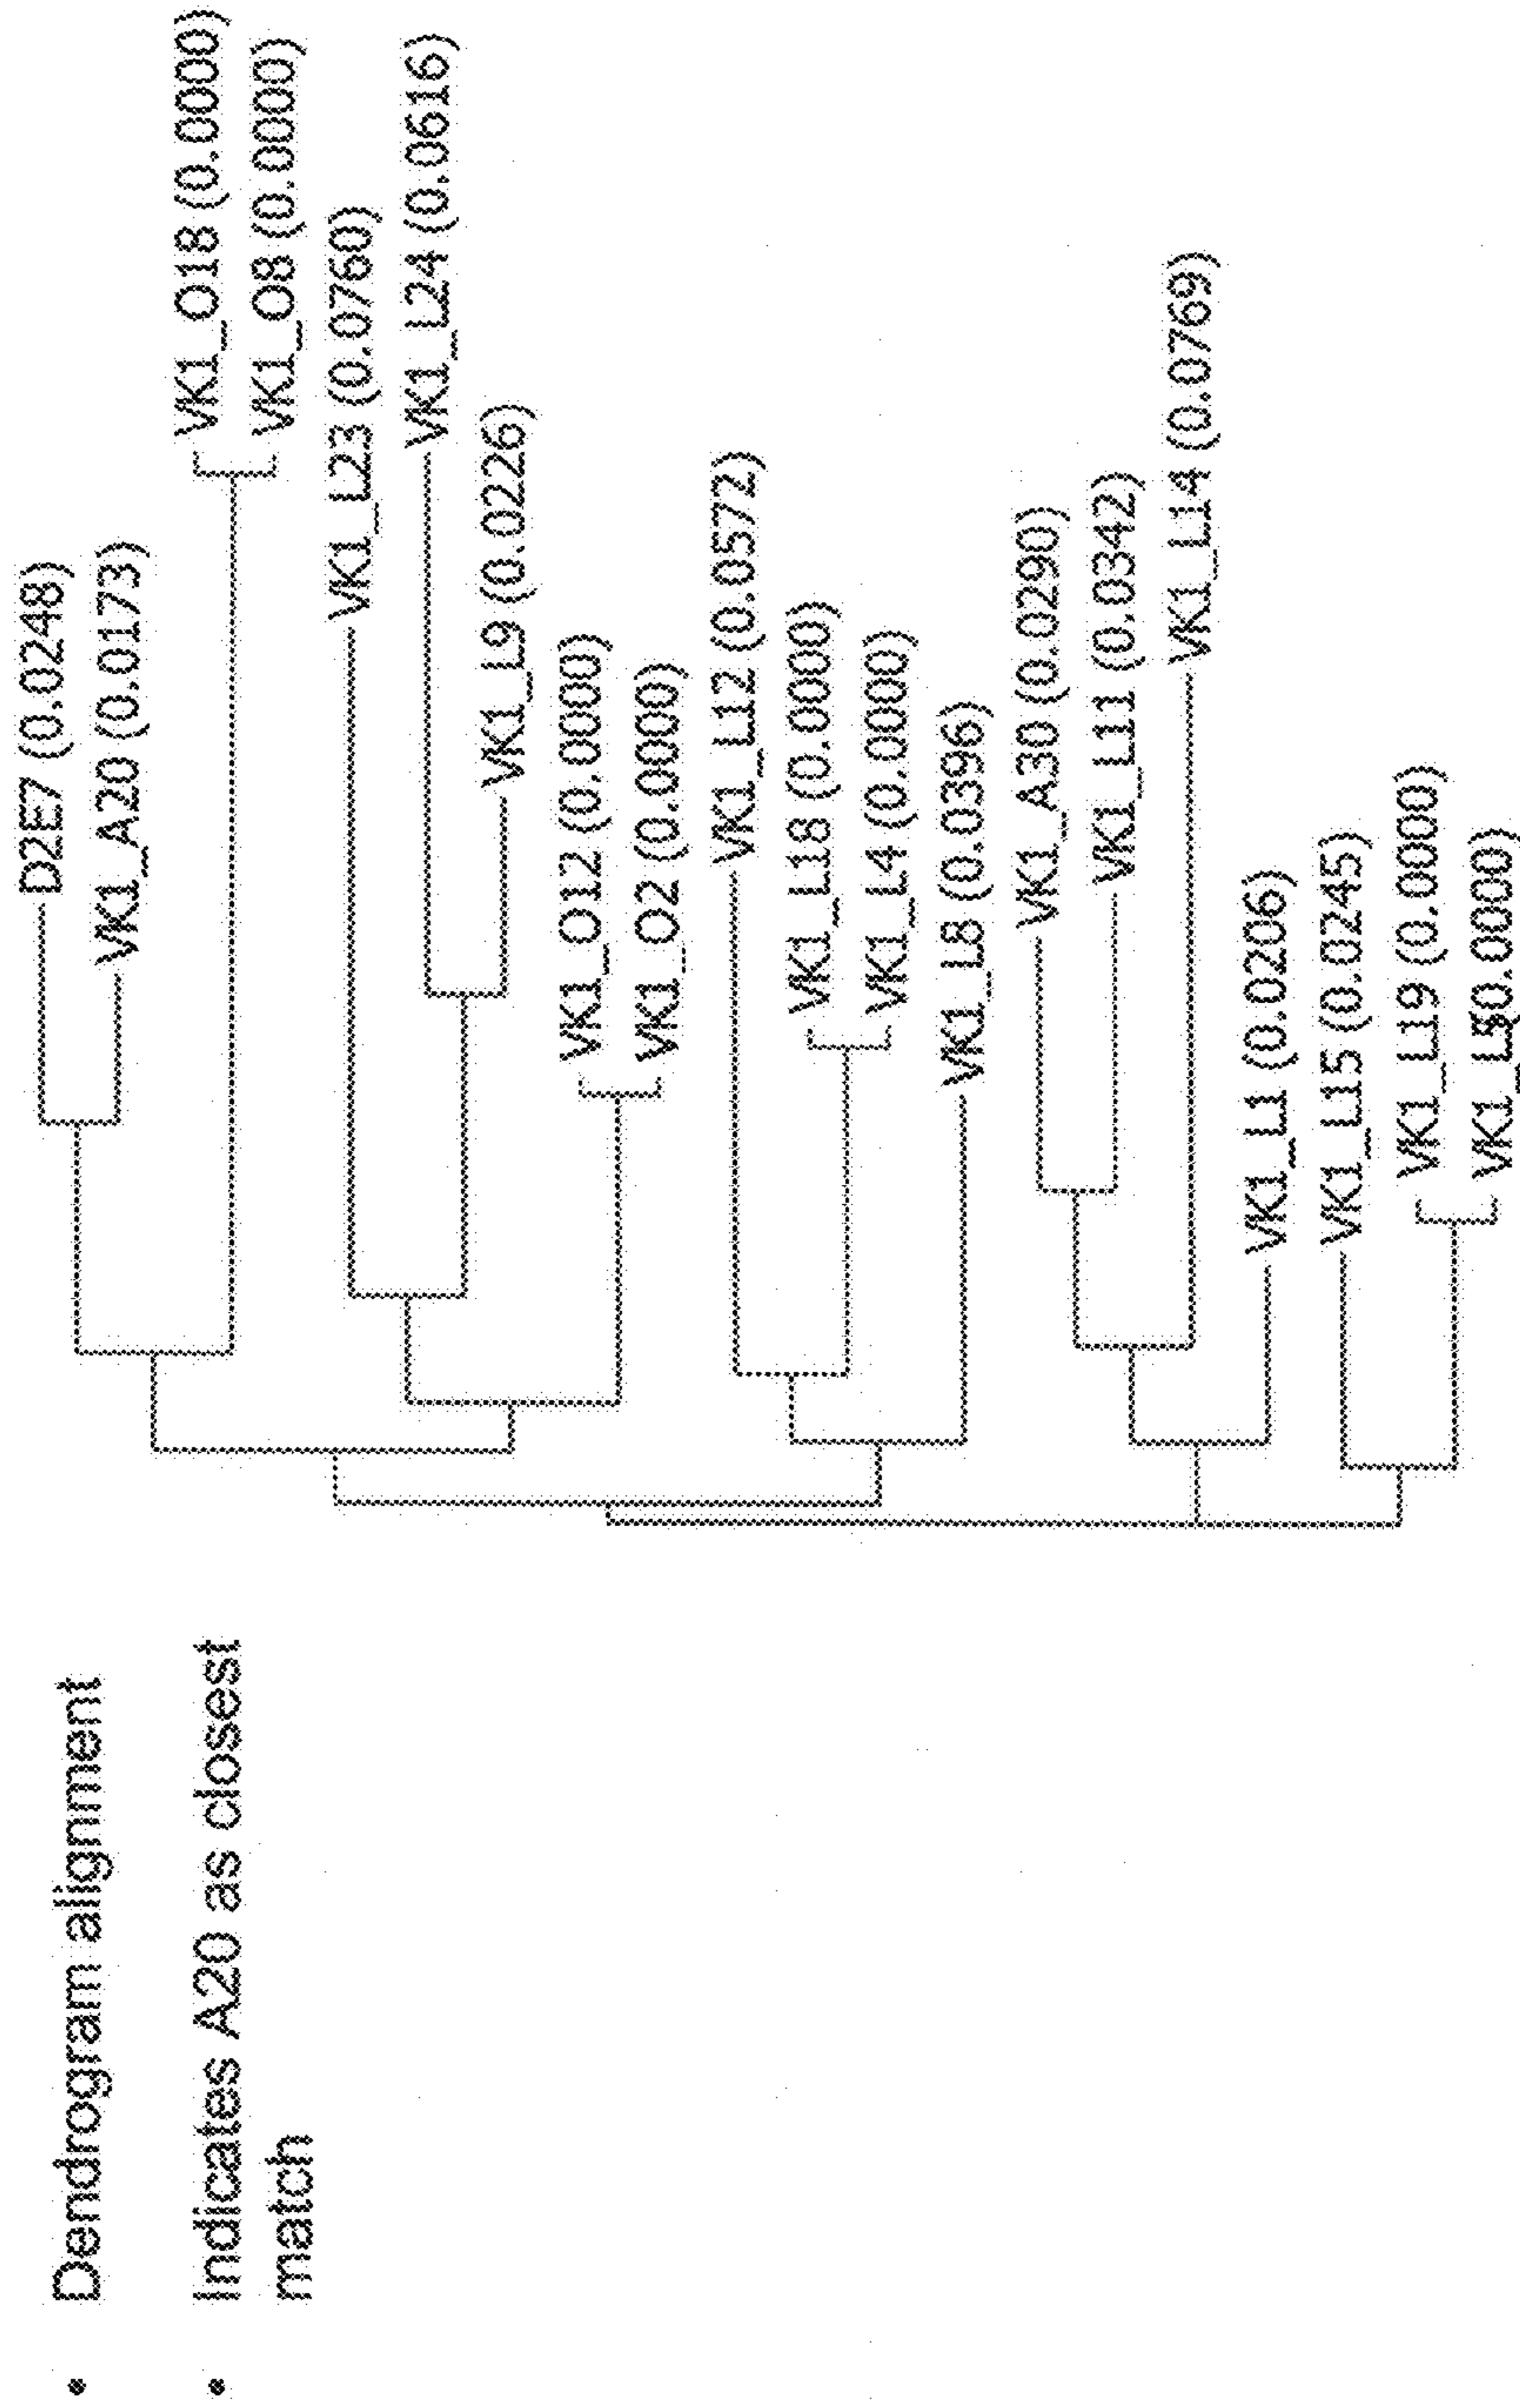 • Dendrogram alignment
• Indicates A20 as closest
match
D2E7 (0.0248)
VK1_A20 (0.0173)
VK1_O18 (0.0000)
VK1_O8 (0.0000)
VK1_L23 (0.0760)
VK1_L24 (0.0616)
VK1_L9 (0.0226)
VK1_O12 (0.0000)
VK1_O2 (0.0000)
VK1_L12 (0.0572)
VK1_L18 (0.0000)
VK1_L4 (0.0000)
VK1_L8 (0.0396)
VK1_A30 (0.0290)
VK1_L11 (0.0342)
VK1_L14 (0.0769)
VK1_L1 (0.0206)
VK1_L15 (0.0245)
VK1_L19 (0.0000)